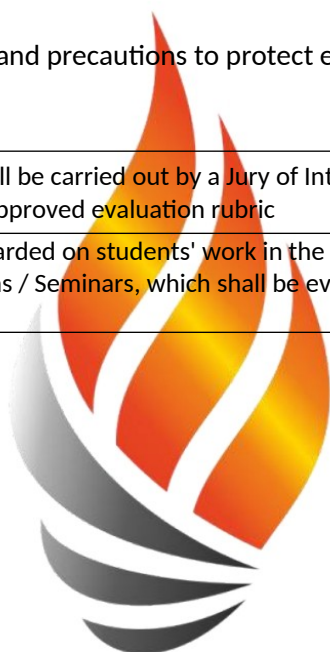 and precautions to protect e
ll be carried out by a Jury of Int
pproved evaluation rubric
arded on students' work in the
s / Seminars, which shall be ev